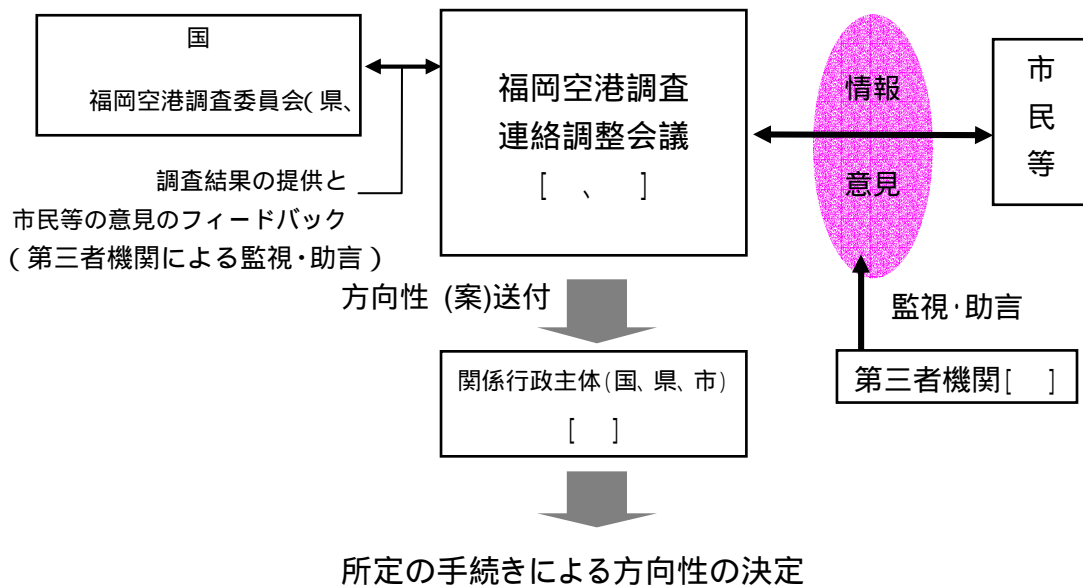 国
福岡空港調査委員会(県、
調査結果の提供と
市民等の意見のフィードバック
(第三者機関による監視・助言)
福岡空港調査
連絡調整会議
[ 、 ]
情報
意見
市
民
等
方向性 (案)送付
監視・助言
関係行政主体(国、県、市)
[ ]
第三者機関[ ]
所定の手続きによる方向性の決定